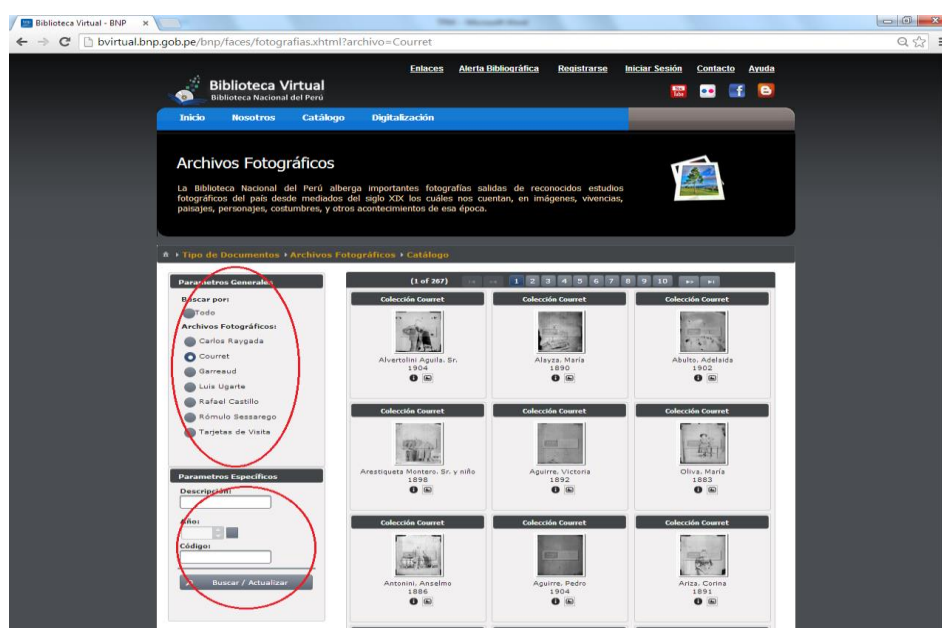 Biblioteca Virtual - BNP
bvirtual.bnp.gob.pe/bnp/faces/fotografias.xhtml?archivo=Courret
Enlaces Alerta Bibliográfica Registrarse Iniciar Sesión Contacto Ayuda
Biblioteca Virtual
Biblioteca Nacional del Perú
You Tube
Inicio Nosotros Catálogo Digitalización
Archivos Fotográficos
La Biblioteca Nacional del Perú alberga importantes fotografías salidas de reconocidos estudios
fotográficos del país desde mediados del siglo XIX los cuáles nos cuentan, en imágenes, vivencias,
paisajes, personajes, costumbres, y otros acontecimientos de esa época.
Tipo de Documentos Archivos Fotográficos Catálogo
Parametros Generales
Buscar por:
Todo
Archivos Fotográficos:
Carlos Raygada
Courret
Garreaud
Luis Ugarte
Rafael Castillo
Rómulo Sessarego
Tarjetas de Visita
Parametros Específicos
Descripción:
Año:
Código:
Buscar / Actualizar
(1 of 267) 1 2 3 4 5 6 7 8 9 10
Colección Courret Colección Courret Colección Courret
Alvertolini Aguila. Sr. Alayza, María Abulto. Adelaida
1904 1890 1902
Colección Courret Colección Courret Colección Courret
Arestiqueta Montero. Sr. y niño Aguirre. Victoria Oliva. María
1898 1892 1883
Colección Courret Colección Courret Colección Courret
Antonini, Anselmo Aguirre. Pedro Ariza. Corina
1886 1904 1891